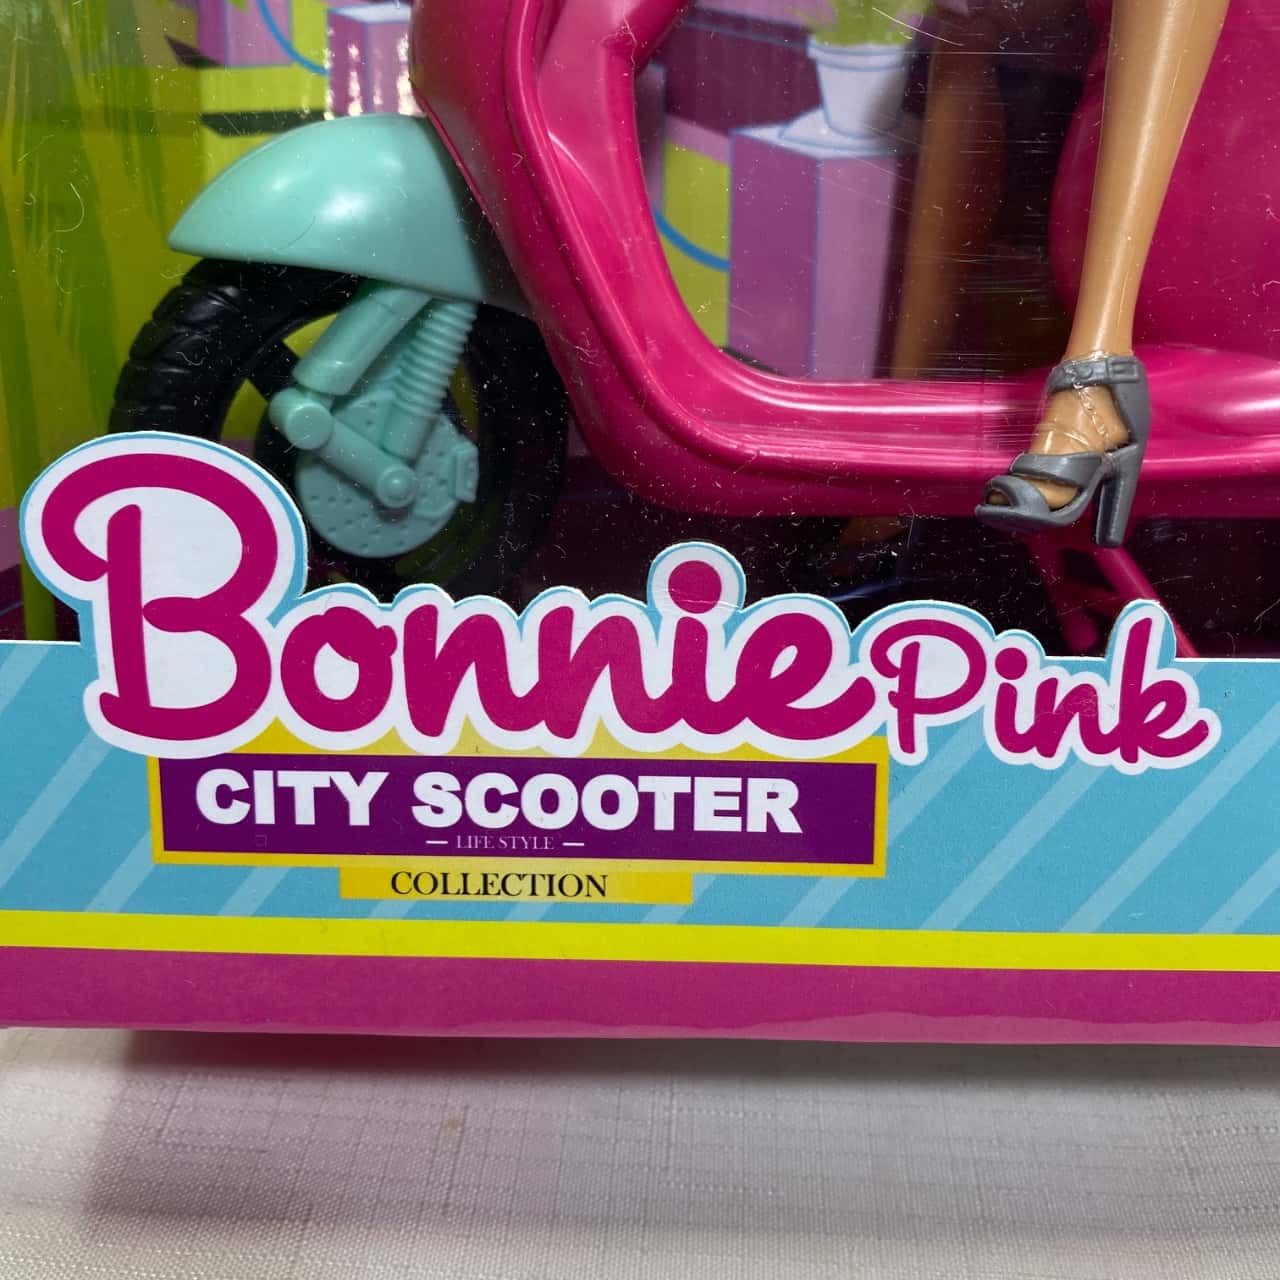 Bonnie Pink
CITY SCOOTER
— LIFE STYLE —
COLLECTION